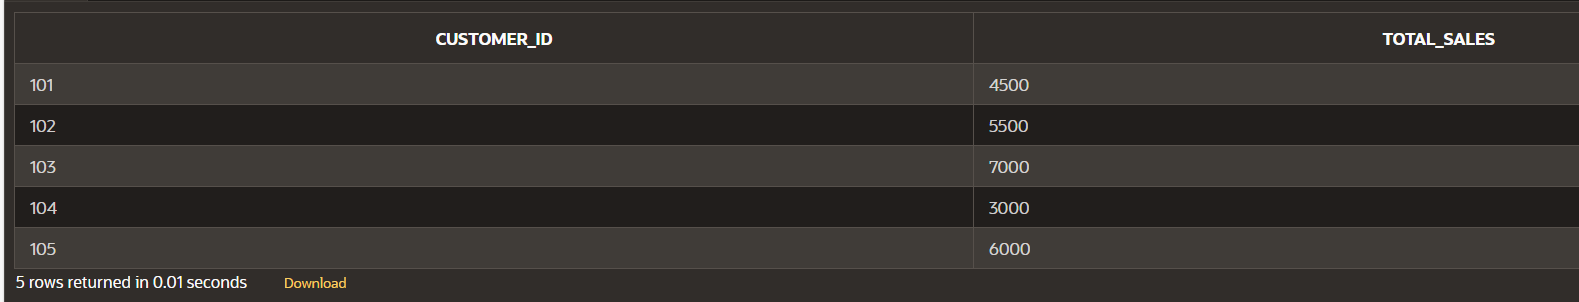 CUSTOMER_ID TOTAL_SALES
101 4500
102 5500
103 7000
104 3000
105 6000
5 rows returned in 0.01 seconds Download